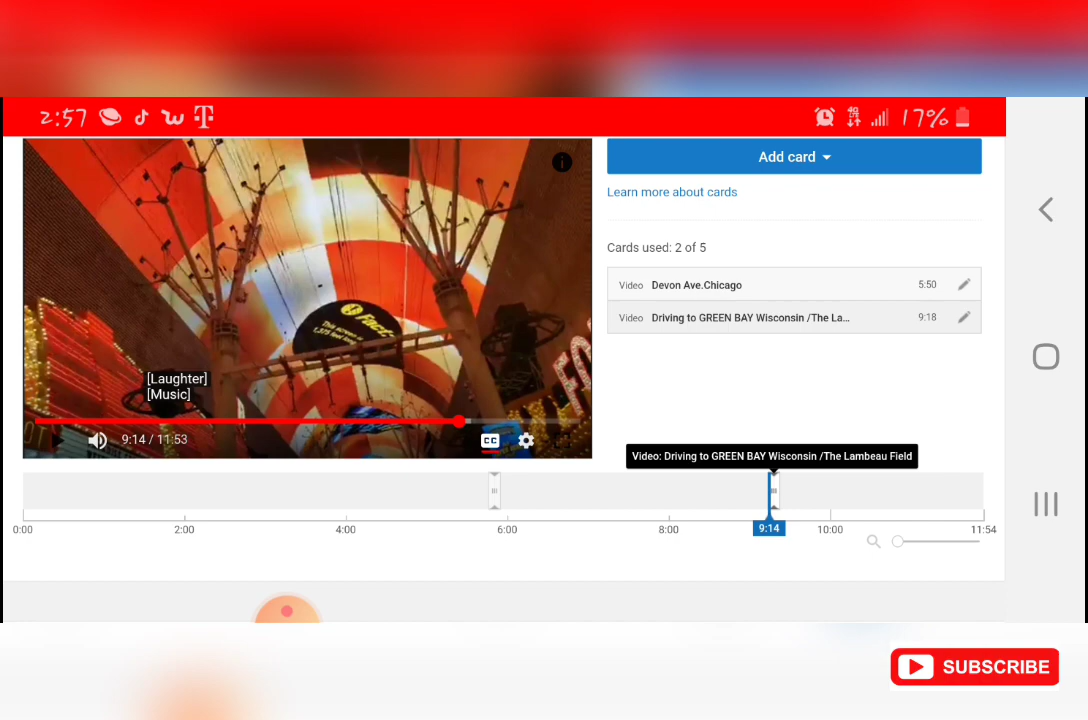 2:57
17%
Add card
Learn more about cards
Cards used: 2 of 5
Video Devon Ave.Chicago 5:50
Video Driving to GREEN BAY Wisconsin /The La... 9:18
Fact
[Laughter]
[Music]
9:14 / 11:53
CC
Video: Driving to GREEN BAY Wisconsin /The Lambeau Field
0:00 2:00 4:00 6:00 8:00 9:14 10:00 11:54
SUBSCRIBE